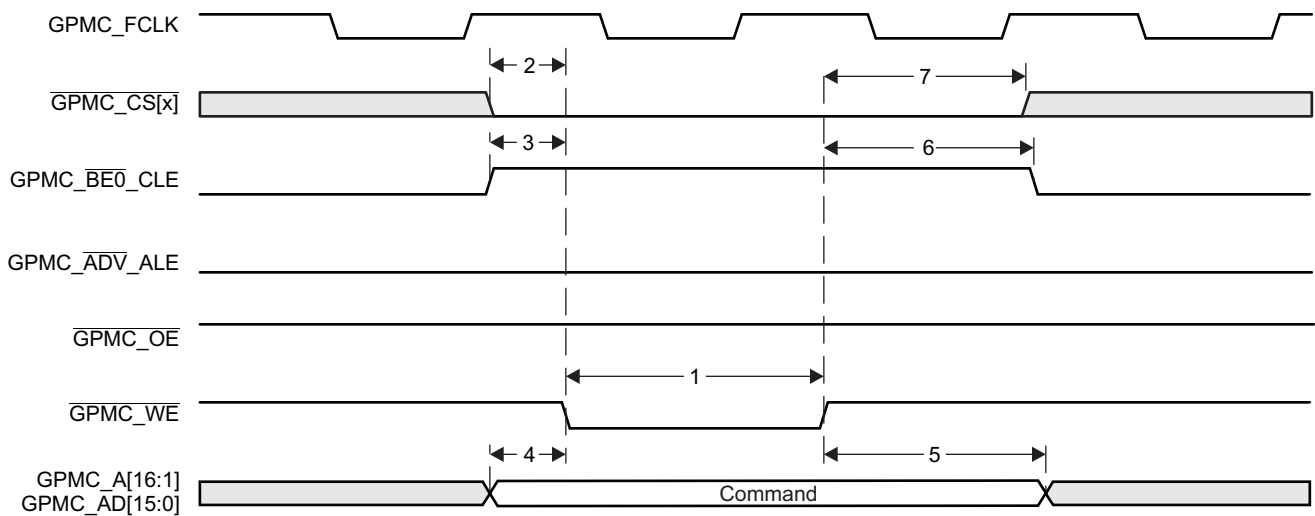 GPMC_FCLK
2
7
GPMC_CS[x]
3
6
GPMC_BE0_CLE
GPMC_ADV_ALE
GPMC_OE
1
GPMC_WE
4
5
GPMC_A[16:1]
GPMC_AD[15:0]
Command